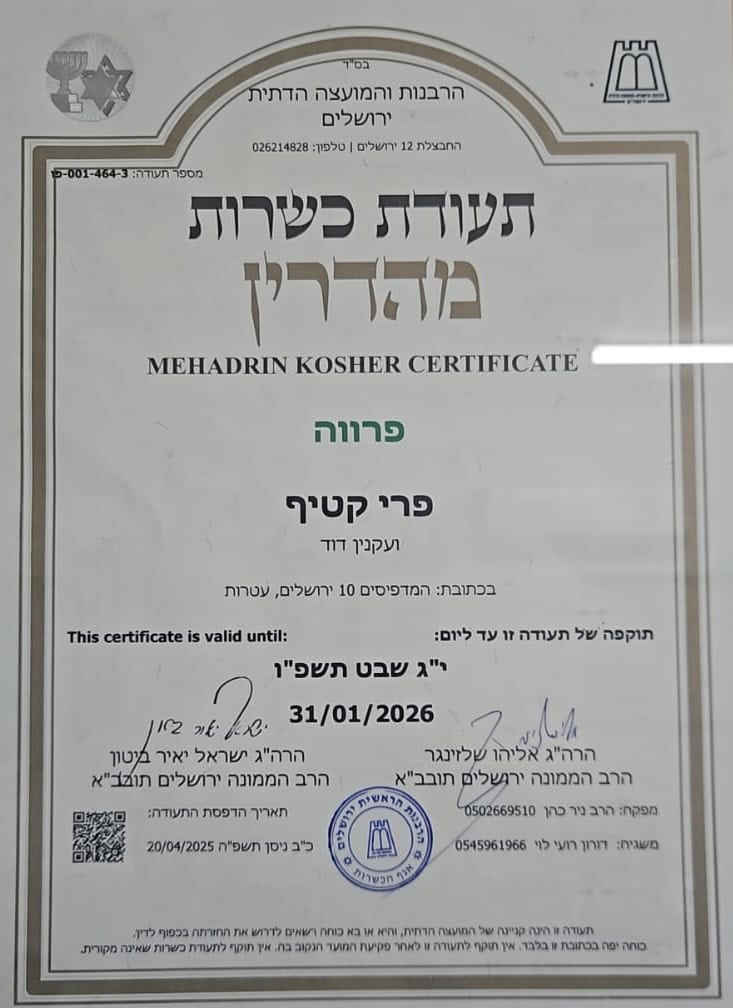 בס"ד
הרבנות והמועצה הדתית
ירושלים
החבצלת 12 ירושלים | טלפון: 026214828
מספר תעודה: 001-464-3-פו
תעודת כשרות
מהדרין
MEHADRIN KOSHER CERTIFICATE
פרווה
פרי קטיף
ועקנין דוד
בכתובת: המדפיסים 10 ירושלים, עטרות
תוקפה של תעודה זו עד ליום:
This certificate is valid until:
י"ג שבט תשפ"ו
31/01/2026
הרה"ג אליהו שלזינגר
הרב הממונה ירושלים תובב"א
הרה"ג ישראל יאיר ביטון
הרב הממונה ירושלים תובב"א
מפקח: הרב ניר כהן 0502669510
משגיח: דורון רועי לוי 0545961966
תאריך הדפסת התעודה:
כ"ב ניסן תשפ"ה 20/04/2025
הרבנות הראשית ירושלים
אגף הכשרות
תעודה זו הינה קניינה של המועצה הדתית, והיא או בא כוחה רשאים לדרוש את החזרתה בכפוף לדין.
כוחה יפה בכתובת זו בלבד. אין תוקף לתעודה זו לאחר פקיעת המועד הנקוב בה. אין תוקף לתעודת כשרות שאינה מקורית.